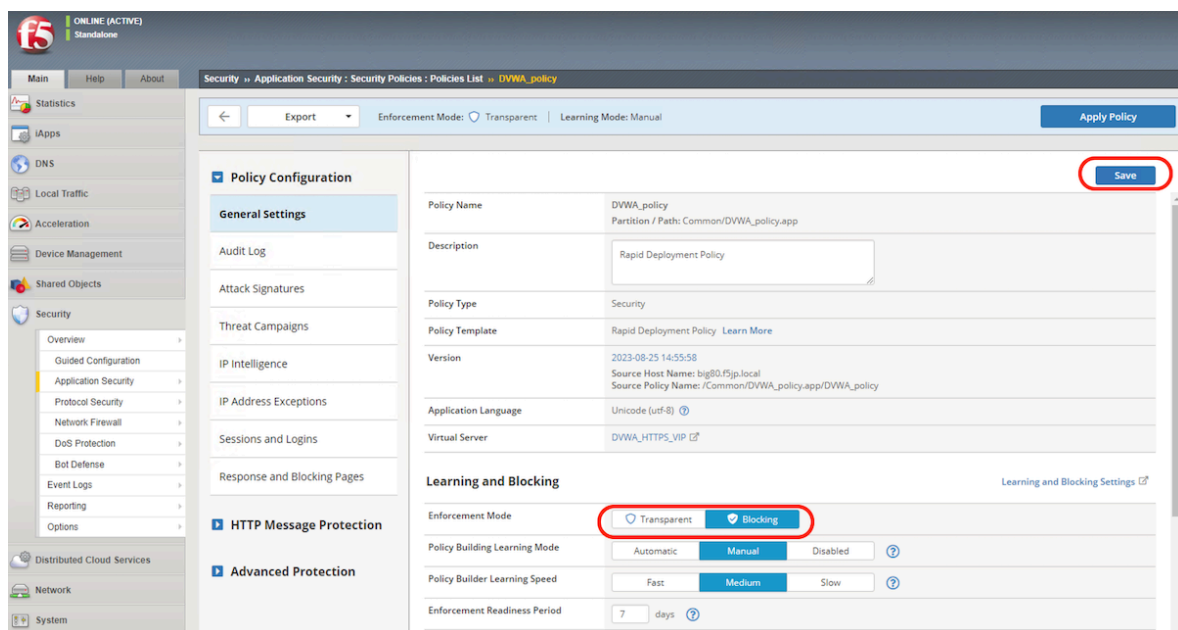 f5
ONLINE (ACTIVE)
Standalone
Main
Help
About
Security ›› Application Security : Security Policies : Policies List ›› DVWA_policy
Statistics
iApps
DNS
Local Traffic
Acceleration
Device Management
Shared Objects
Security
Overview
Guided Configuration
Application Security
Protocol Security
Network Firewall
DoS Protection
Bot Defense
Event Logs
Reporting
Options
Distributed Cloud Services
Network
System
Export
Enforcement Mode: Transparent | Learning Mode: Manual
Apply Policy
Policy Configuration
General Settings
Audit Log
Attack Signatures
Threat Campaigns
IP Intelligence
IP Address Exceptions
Sessions and Logins
Response and Blocking Pages
HTTP Message Protection
Advanced Protection
Save
Policy Name
DVWA_policy
Partition / Path: Common/DVWA_policy.app
Description
Rapid Deployment Policy
Policy Type
Security
Policy Template
Rapid Deployment Policy Learn More
Version
2023-08-25 14:55:58
Source Host Name: big80.f5jp.local
Source Policy Name: /Common/DVWA_policy.app/DVWA_policy
Application Language
Unicode (utf-8) ?
Virtual Server
DVWA_HTTPS_VIP
Learning and Blocking
Learning and Blocking Settings
Enforcement Mode
Transparent
Blocking
Policy Building Learning Mode
Automatic
Manual
Disabled
?
Policy Builder Learning Speed
Fast
Medium
Slow
?
Enforcement Readiness Period
7 days ?